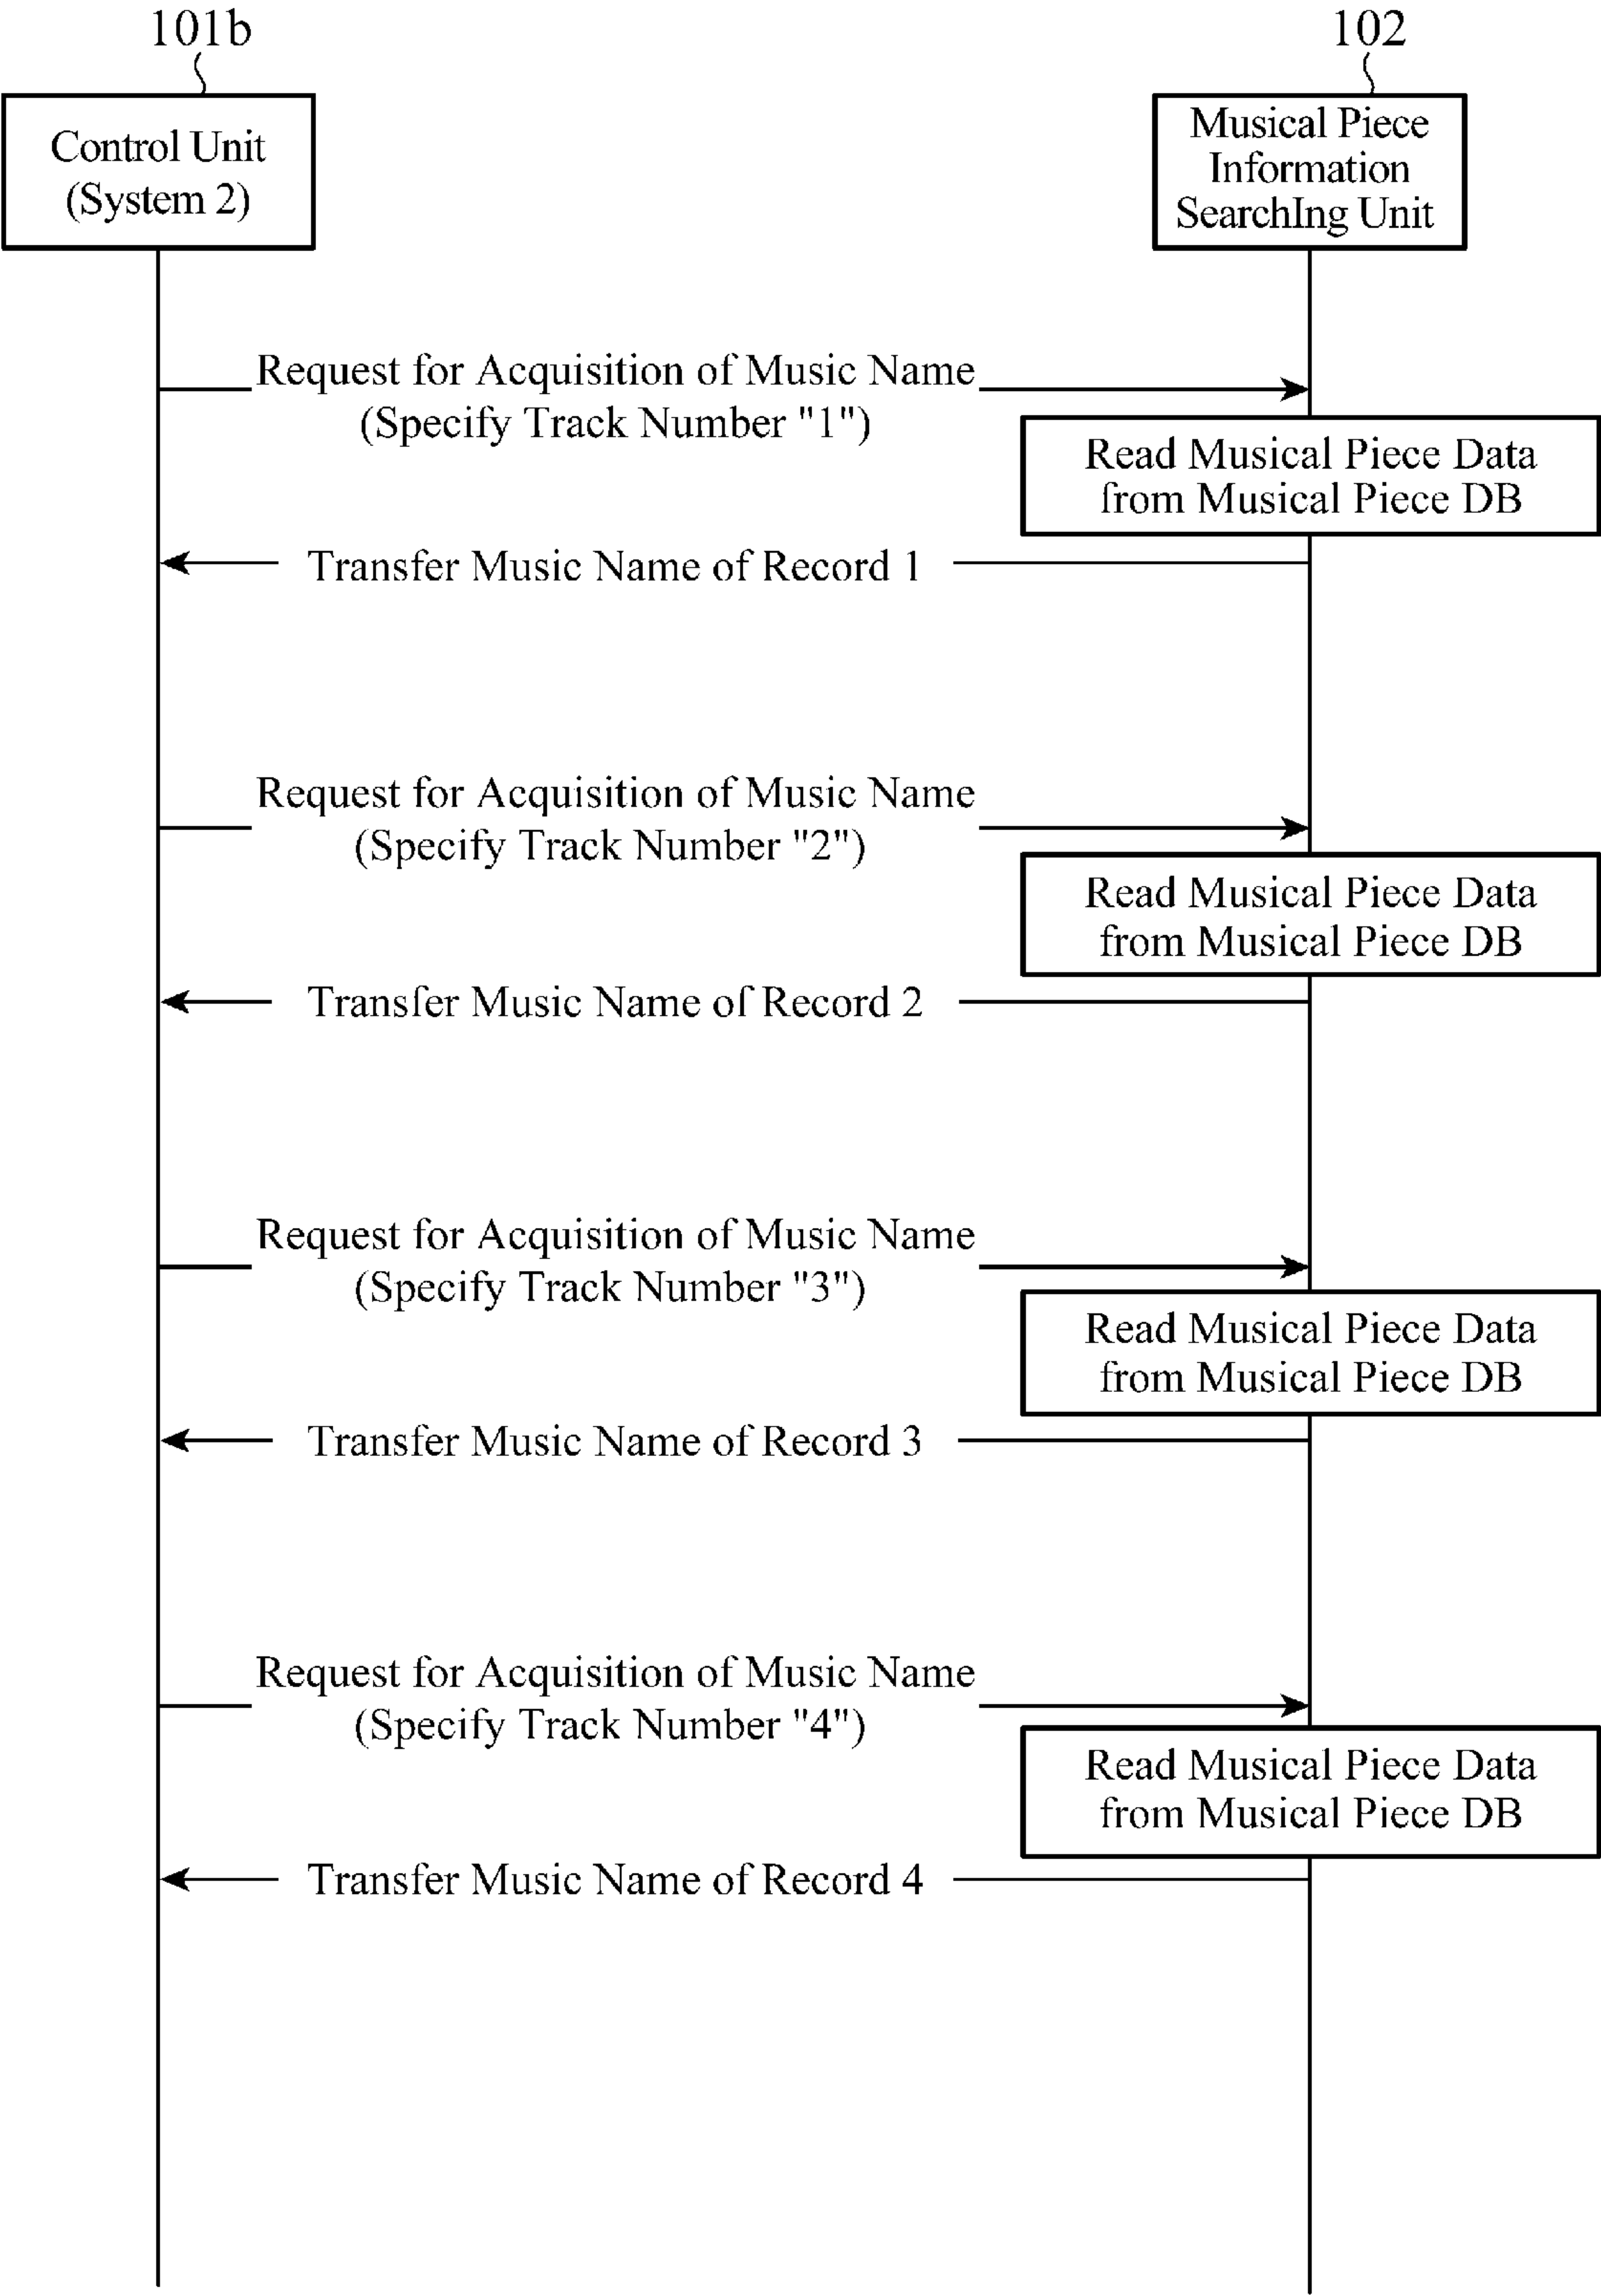 101b
102
Control Unit
(System 2)
Musical Piece
Information
SearchIng Unit
Request for Acquisition of Music Name
(Specify Track Number "1")
Read Musical Piece Data
from Musical Piece DB
Transfer Music Name of Record 1
Request for Acquisition of Music Name
(Specify Track Number "2")
Read Musical Piece Data
from Musical Piece DB
Transfer Music Name of Record 2
Request for Acquisition of Music Name
(Specify Track Number "3")
Read Musical Piece Data
from Musical Piece DB
Transfer Music Name of Record 3
Request for Acquisition of Music Name
(Specify Track Number "4")
Read Musical Piece Data
from Musical Piece DB
Transfer Music Name of Record 4